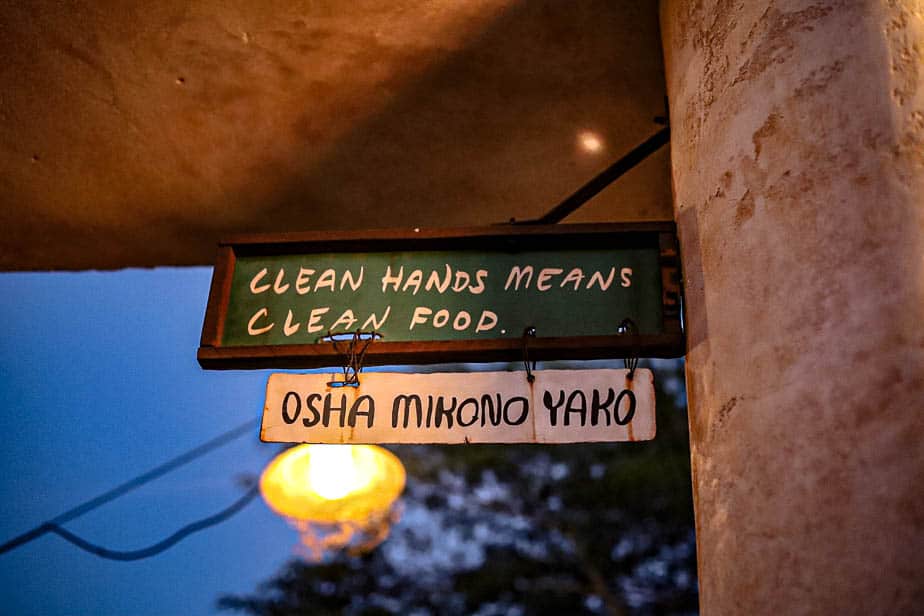 CLEAN HANDS MEANS
CLEAN FOOD.
OSHA MIKONO YAKO